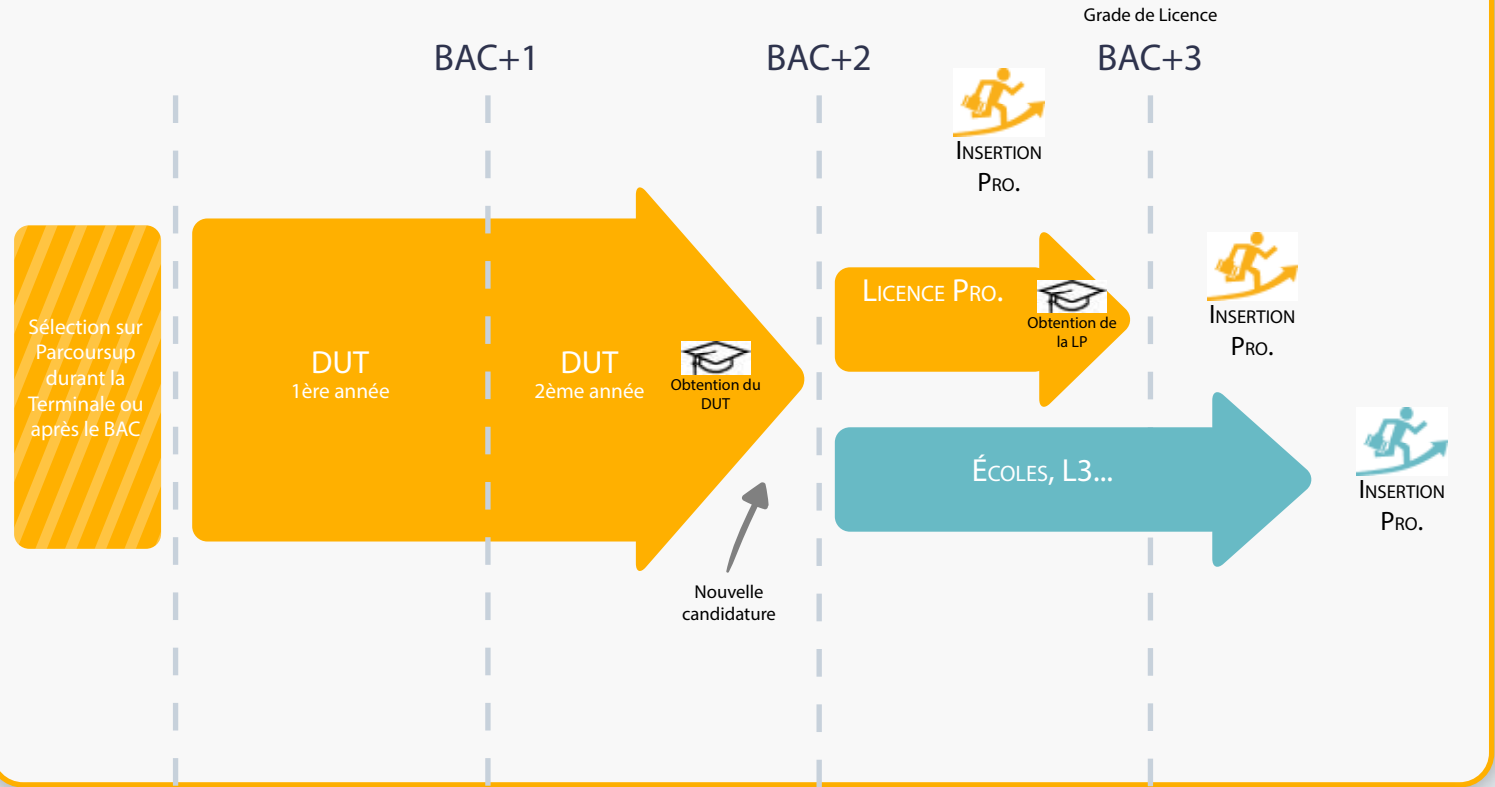 Grade de Licence
BAC+1
BAC+2
BAC+3
INSERTION
PRO.
Sélection sur
Parcoursup
durant la
Terminale ou
après le BAC
DUT
1ère année
DUT
2ème année
Obtention du
DUT
LICENCE PRO.
Obtention de
la LP
INSERTION
PRO.
ÉCOLES, L3...
INSERTION
PRO.
Nouvelle
candidature